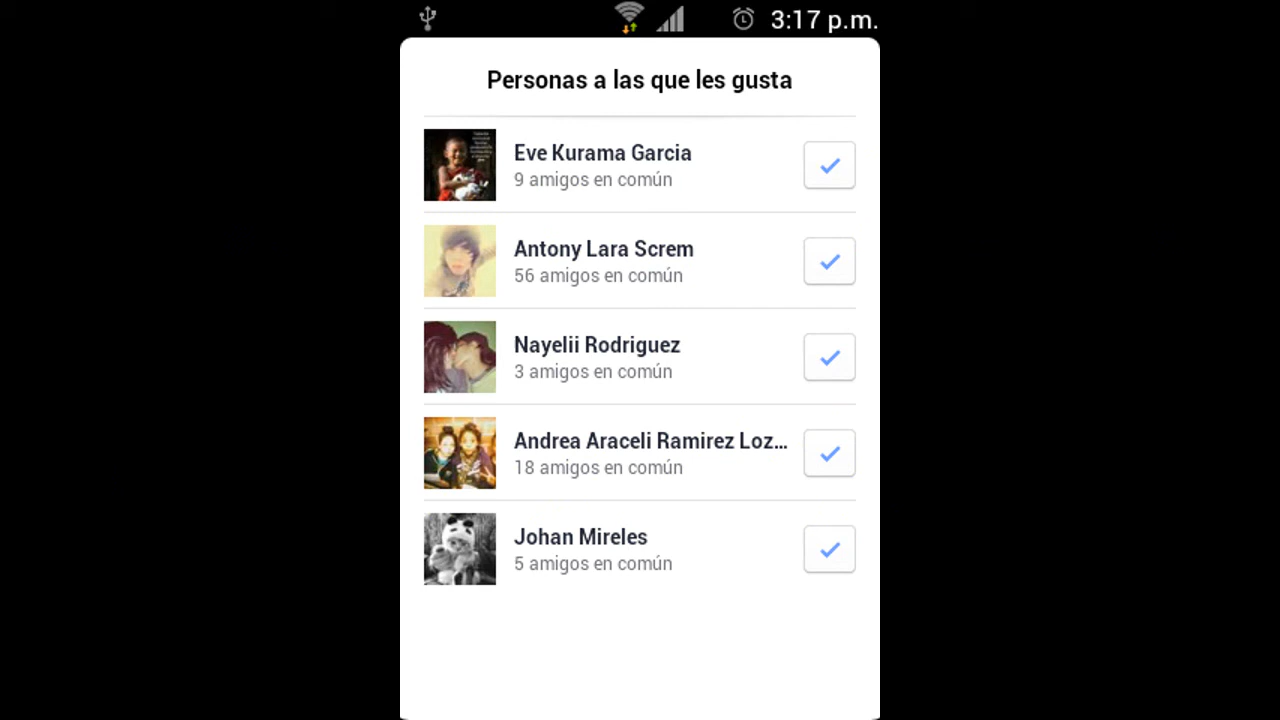 3:17 p.m.
Personas a las que les gusta
Eve Kurama Garcia
9 amigos en común
Antony Lara Screm
56 amigos en común
Nayelii Rodriguez
3 amigos en común
Andrea Araceli Ramirez Loz...
18 amigos en común
Johan Mireles
5 amigos en común